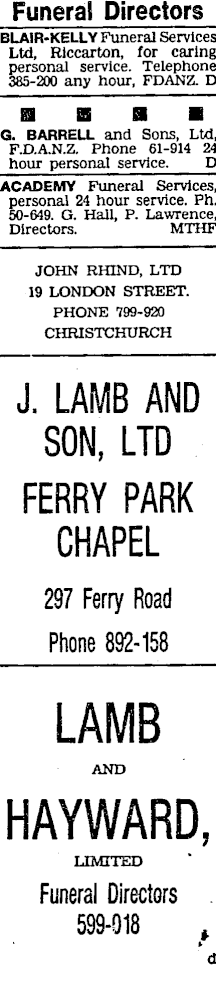 Funeral Directors
BLAIR-KELLY Funeral Services
Ltd, Riccarton, for caring
personal service. Telephone
385-200 any hour, FDANZ. D
G. BARRELL and Sons, Ltd,
F.D.A.N.Z. Phone 61-914 24
hour personal service. D
ACADEMY Funeral Services,
personal 24 hour service. Ph.
50-649. G. Hall, P. Lawrence,
Directors. MTHF
JOHN RHIND, LTD
19 LONDON STREET.
PHONE 799-920
CHRISTCHURCH
J. LAMB AND
SON, LTD
FERRY PARK
CHAPEL
297 Ferry Road
Phone 892-158
LAMB
AND
HAYWARD,
LIMITED
Funeral Directors
599-018
d